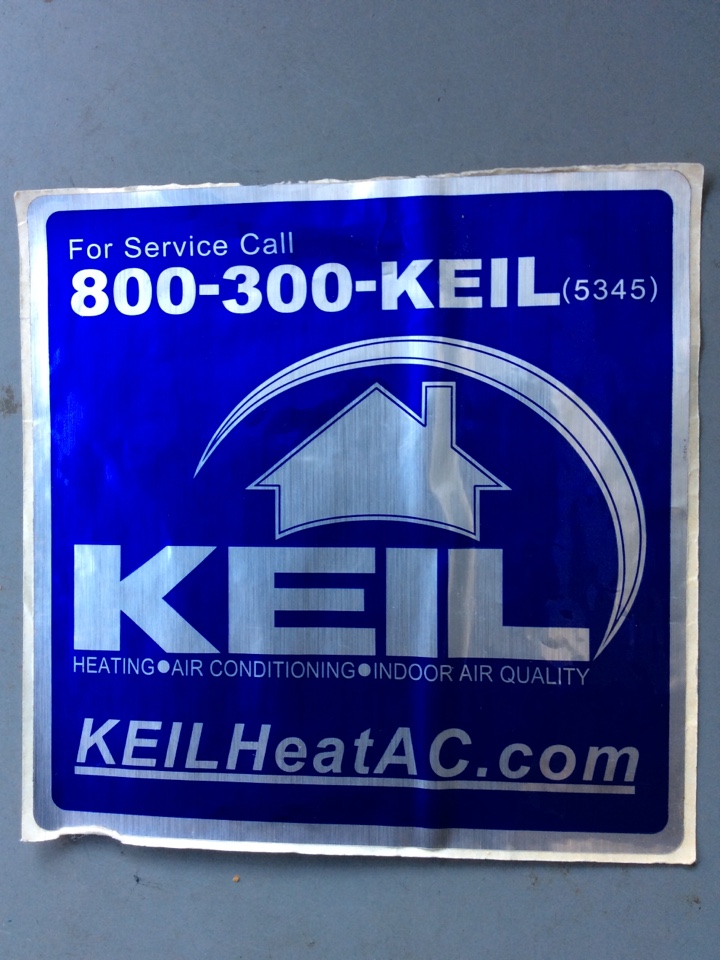 For Service Call
800-300-KEIL(5345)
KEIL
HEATING●AIR CONDITIONING●INDOOR AIR QUALITY
KEILHeatAC.com